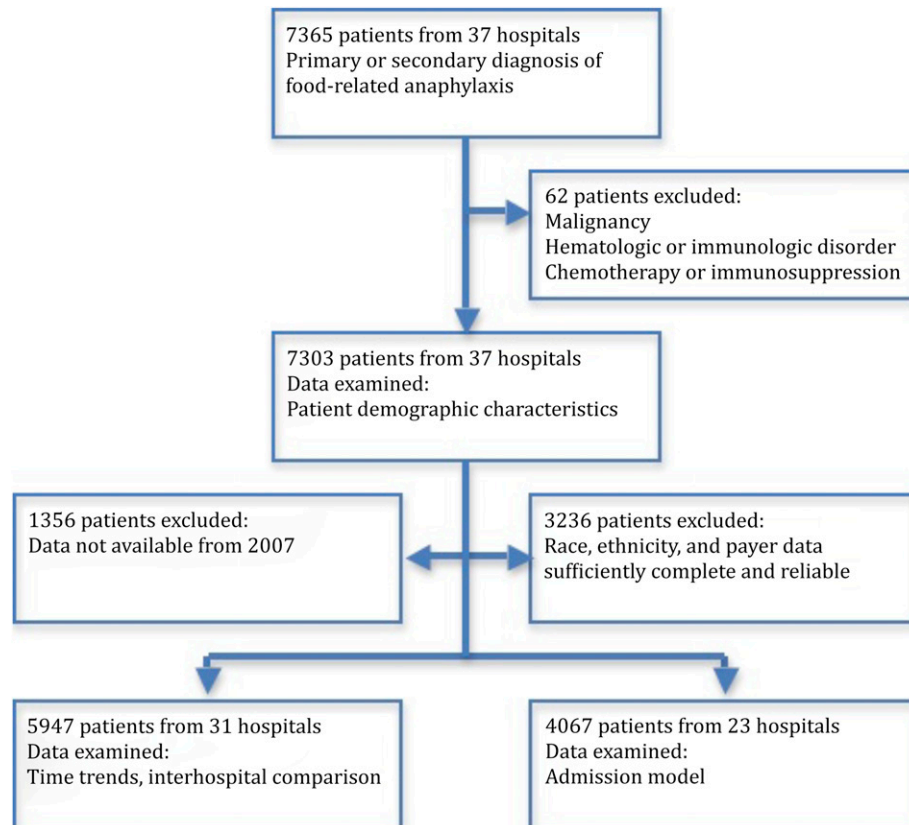 7365 patients from 37 hospitals
Primary or secondary diagnosis of
food-related anaphylaxis
62 patients excluded:
Malignancy
Hematologic or immunologic disorder
Chemotherapy or immunosuppression
7303 patients from 37 hospitals
Data examined:
Patient demographic characteristics
1356 patients excluded:
Data not available from 2007
3236 patients excluded:
Race, ethnicity, and payer data
sufficiently complete and reliable
5947 patients from 31 hospitals
Data examined:
Time trends, interhospital comparison
4067 patients from 23 hospitals
Data examined:
Admission model